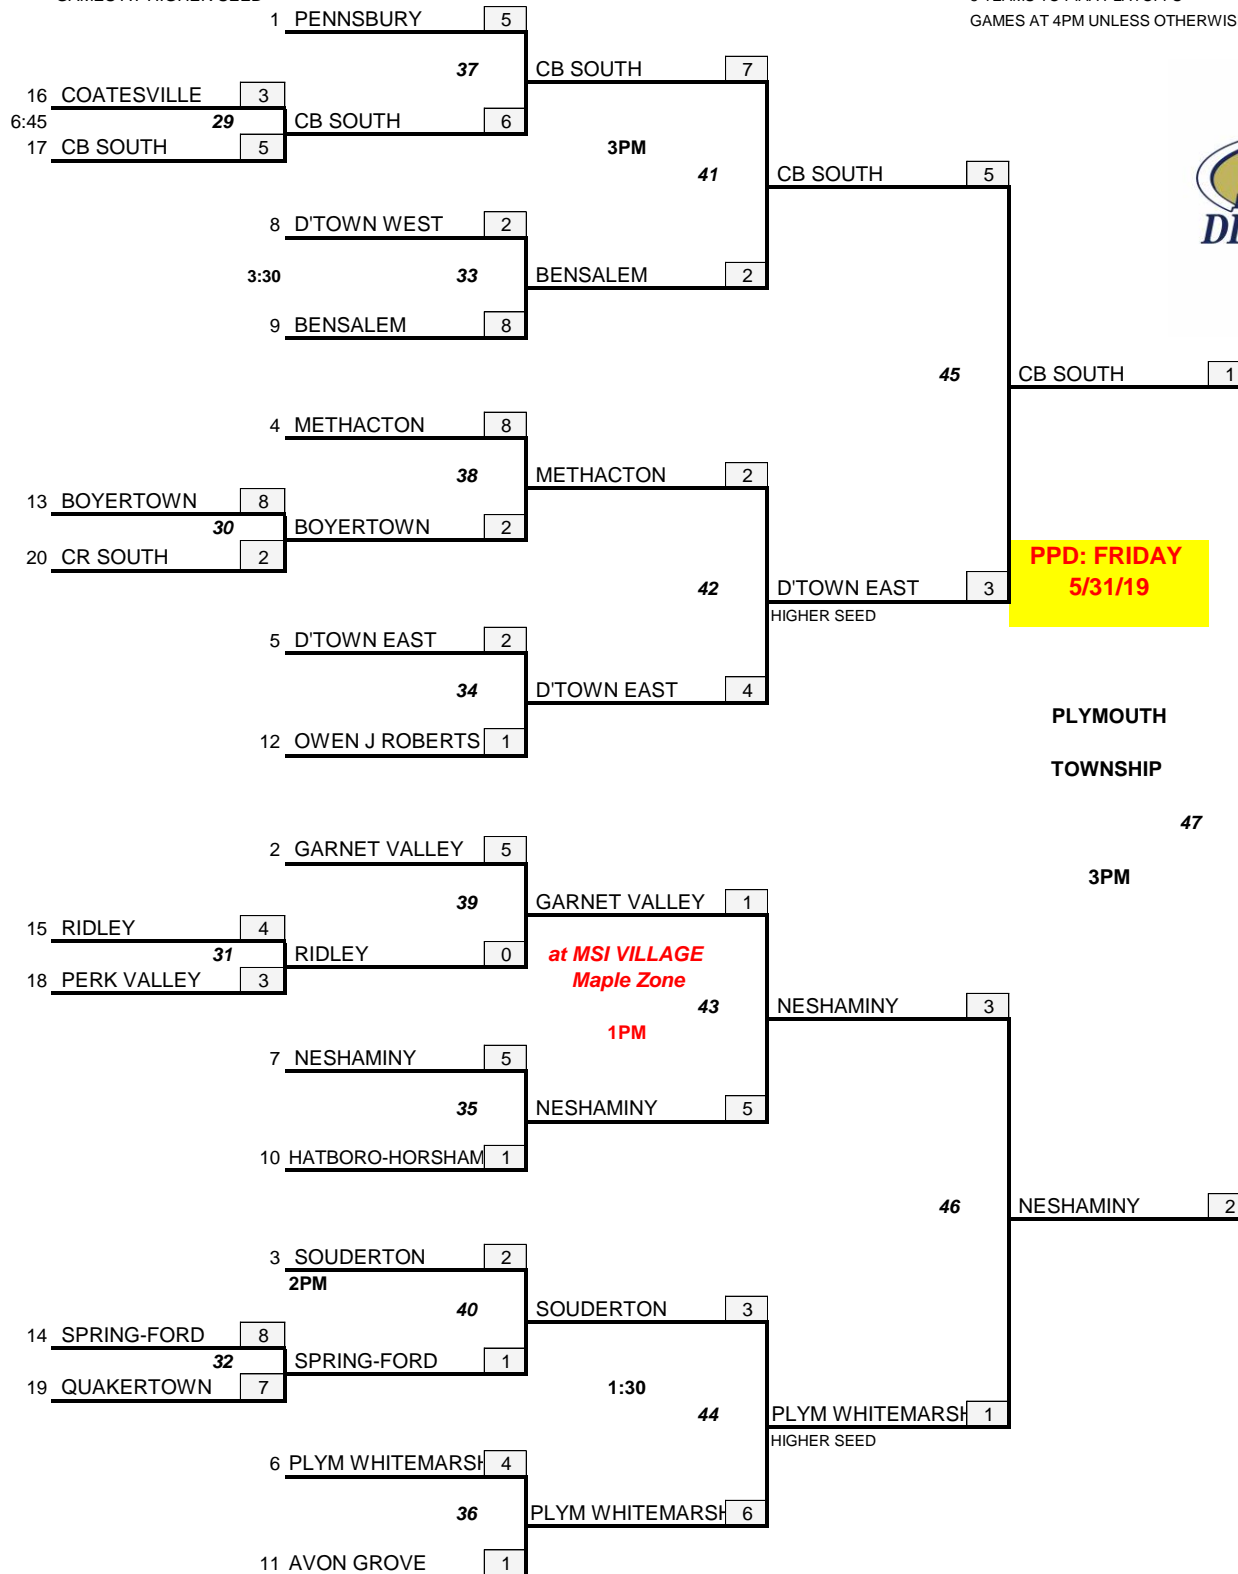 1 PENNSBURY 5
GAMES AT 4PM UNLESS OTHERWIS
37 CB SOUTH 7
16 COATESVILLE 3
6:45 29 CB SOUTH 6
17 CB SOUTH 5
3PM
41 CB SOUTH 5
8 D'TOWN WEST 2
3:30 33 BENSALEM 2
9 BENSALEM 8
45 CB SOUTH 1
4 METHACTON 8
38 METHACTON 2
13 BOYERTOWN 8
30 BOYERTOWN 2
20 CR SOUTH 2
PPD: FRIDAY
5/31/19
42 D'TOWN EAST 3
HIGHER SEED
5 D'TOWN EAST 2
34 D'TOWN EAST 4
12 OWEN J ROBERTS 1
PLYMOUTH
TOWNSHIP
47
3PM
2 GARNET VALLEY 5
39 GARNET VALLEY 1
15 RIDLEY 4
31 RIDLEY 0
18 PERK VALLEY 3
at MSI VILLAGE
Maple Zone
43 NESHAMINY 3
1PM
7 NESHAMINY 5
35 NESHAMINY 5
10 HATBORO-HORSHAM 1
46 NESHAMINY 2
3 SOUDERTON 2
2PM
40 SOUDERTON 3
14 SPRING-FORD 8
32 SPRING-FORD 1
19 QUAKERTOWN 7
1:30
44 PLYM WHITEMARSH 1
HIGHER SEED
6 PLYM WHITEMARSH 4
36 PLYM WHITEMARSH 6
11 AVON GROVE 1